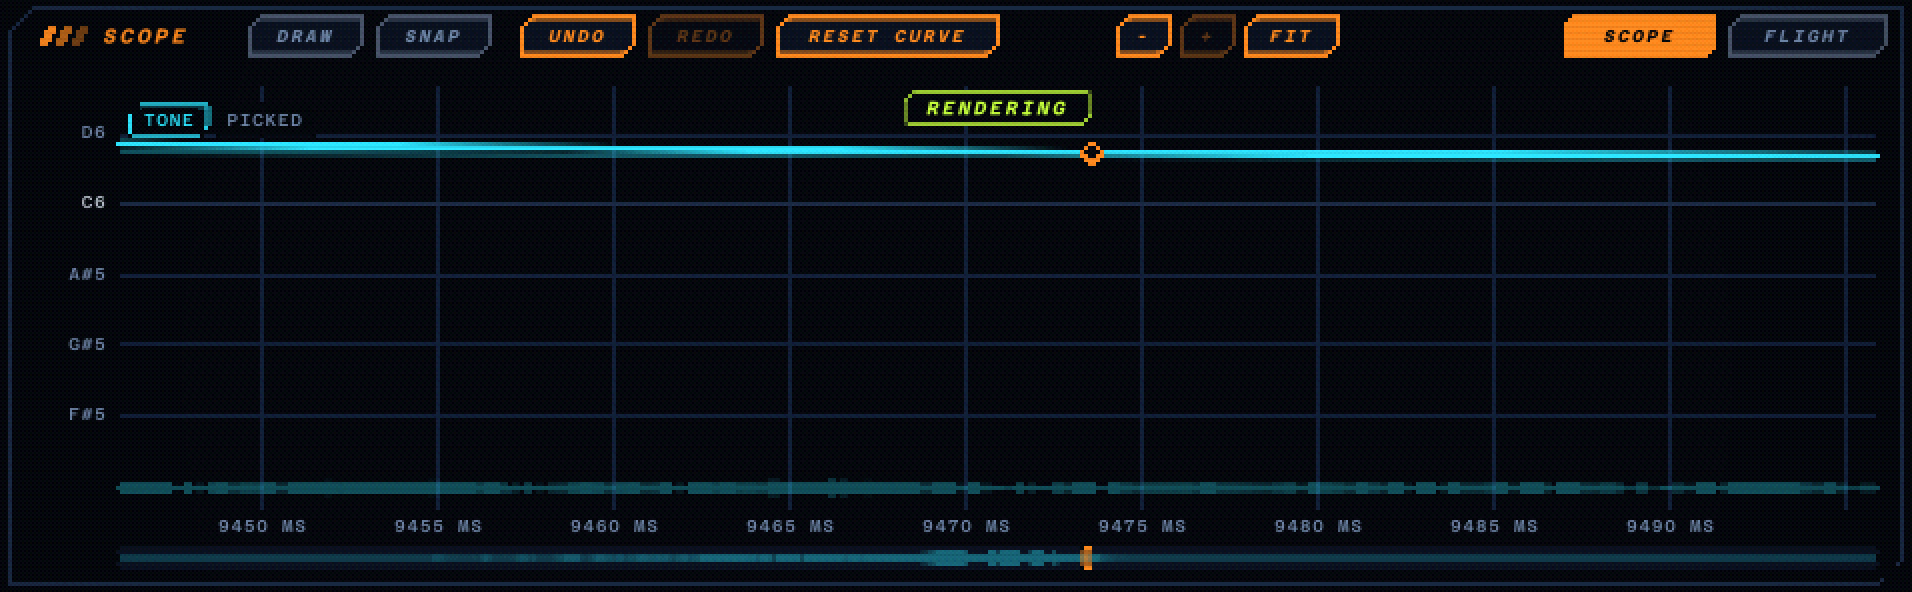 SCOPE DRAW SNAP UNDO REDO RESET CURVE - + FIT SCOPE FLIGHT
RENDERING
TONE PICKED
D6
C6
A#5
G#5
F#5
9450 MS 9455 MS 9460 MS 9465 MS 9470 MS 9475 MS 9480 MS 9485 MS 9490 MS